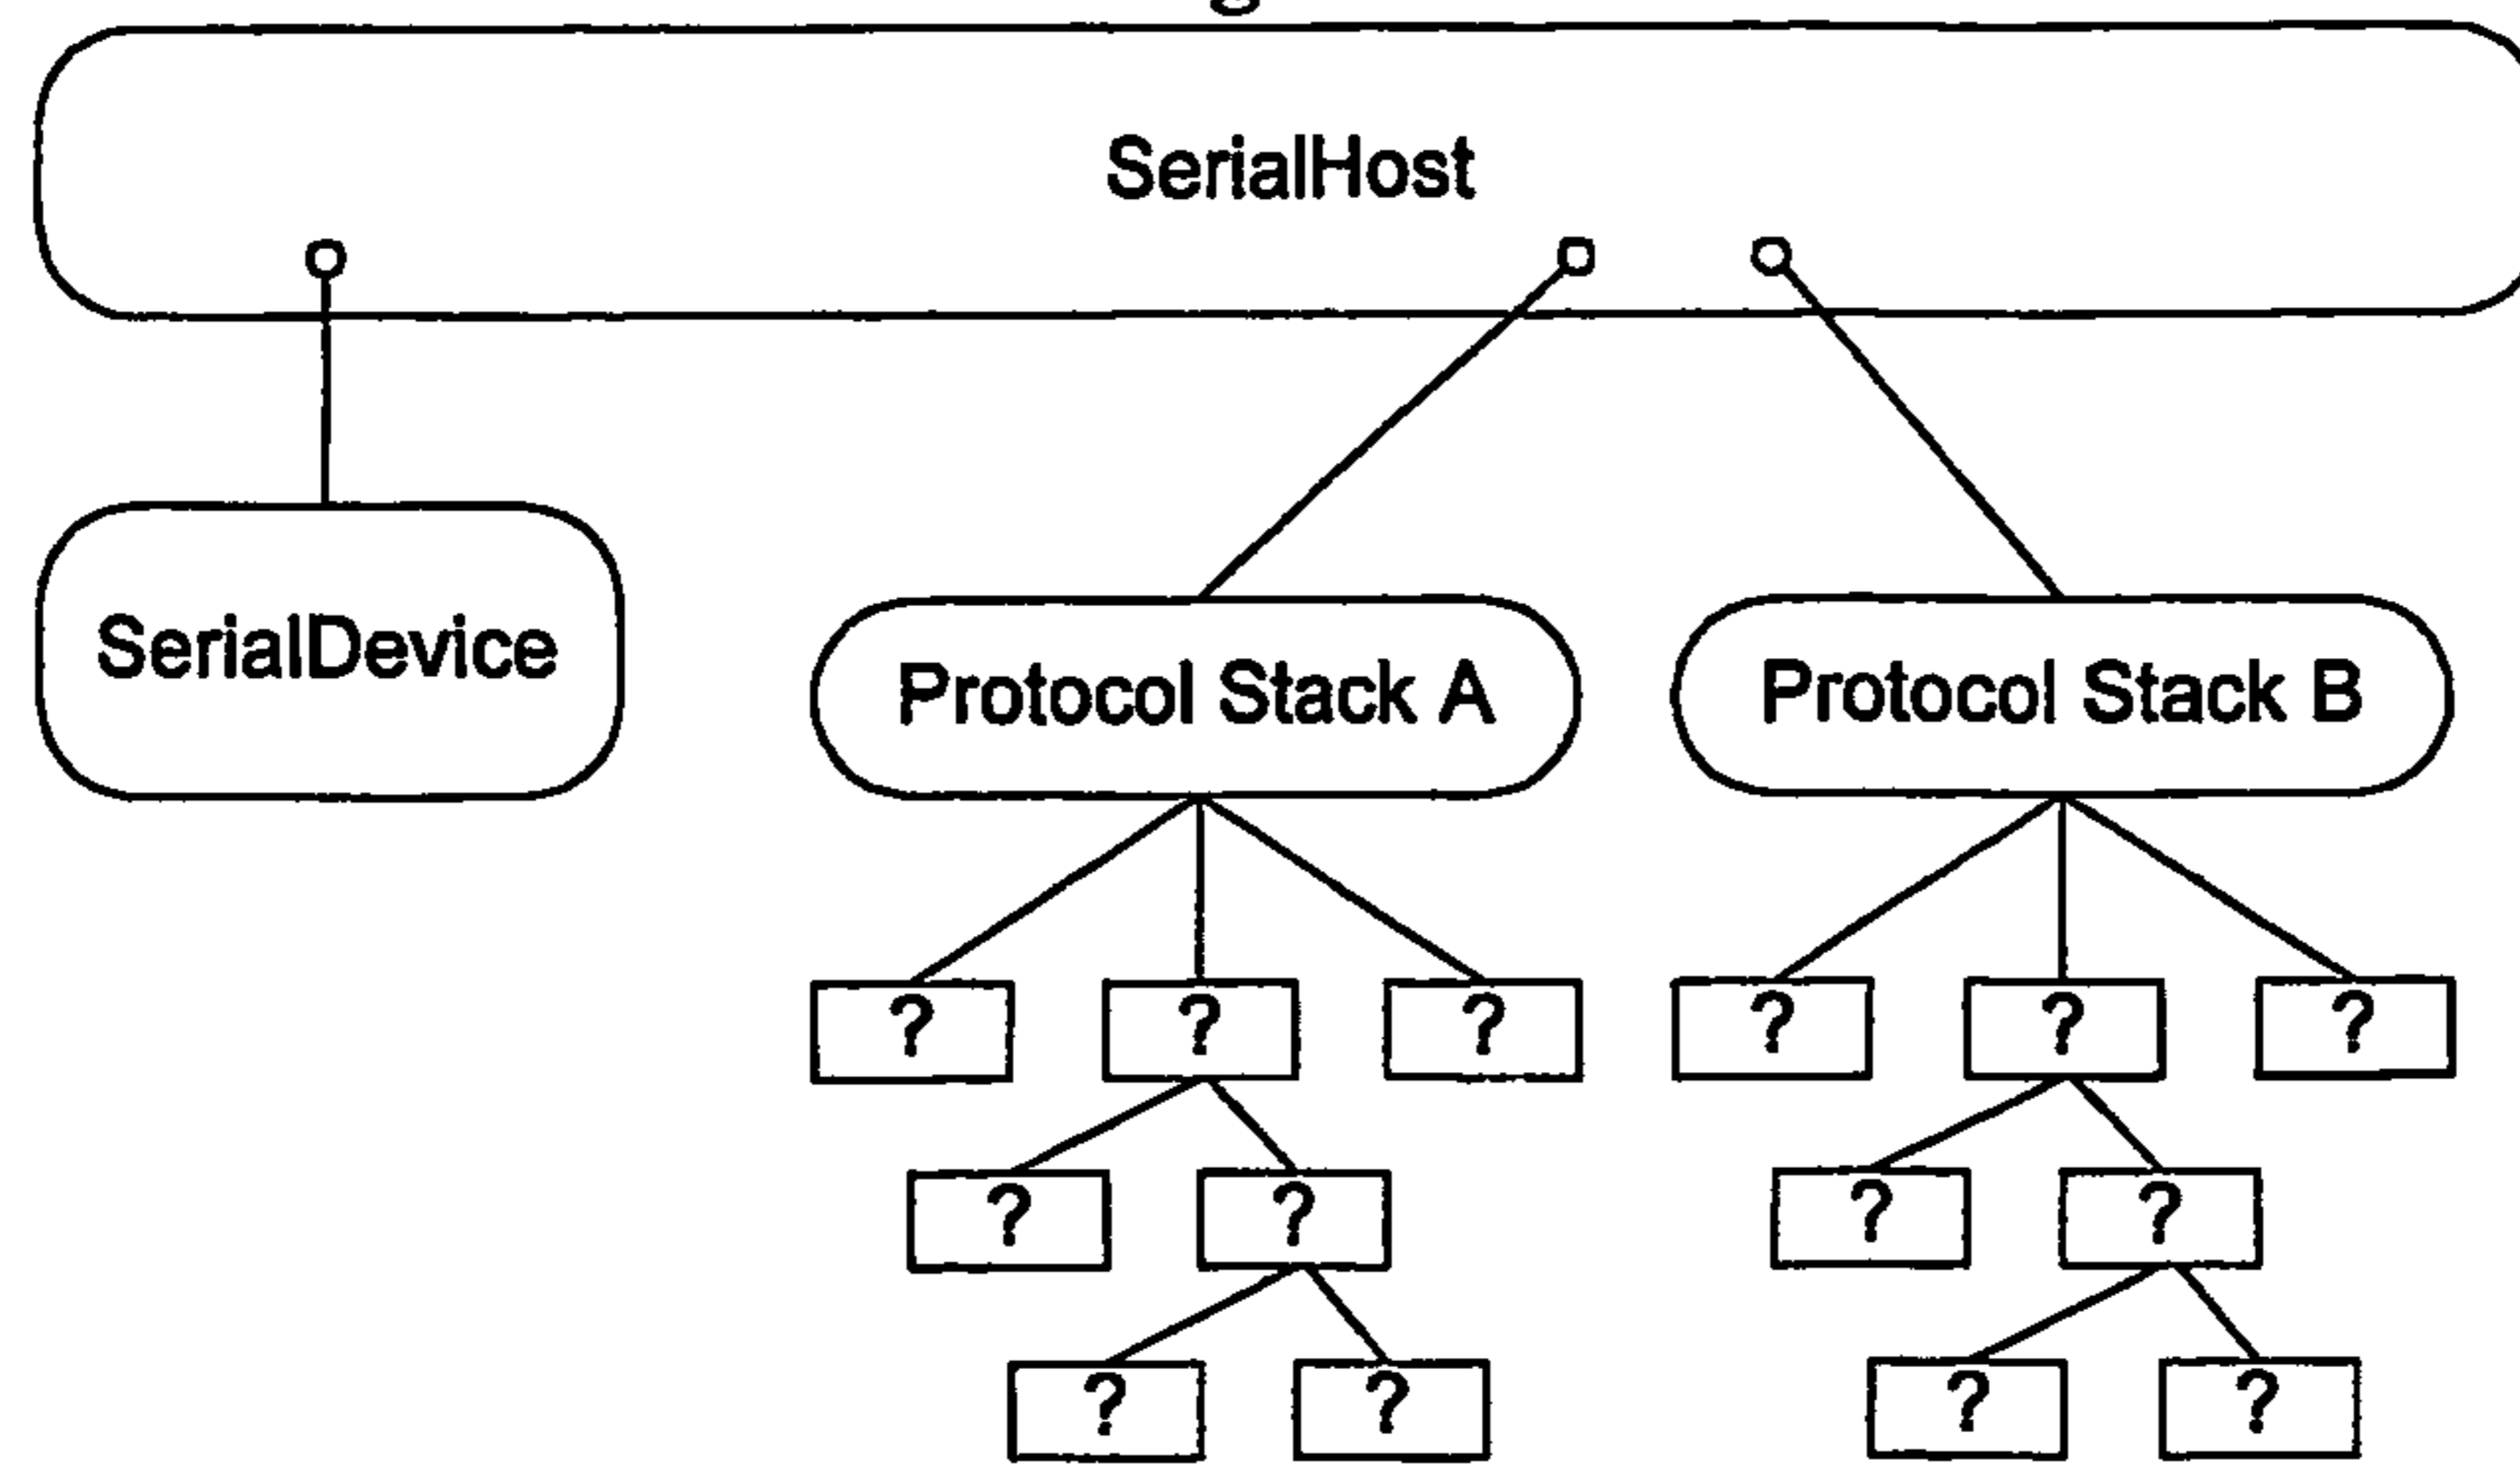 SerialHost
SerialDevice
Protocol Stack A
Protocol Stack B
? ? ? ? ? ?
? ? ? ?
? ? ? ?